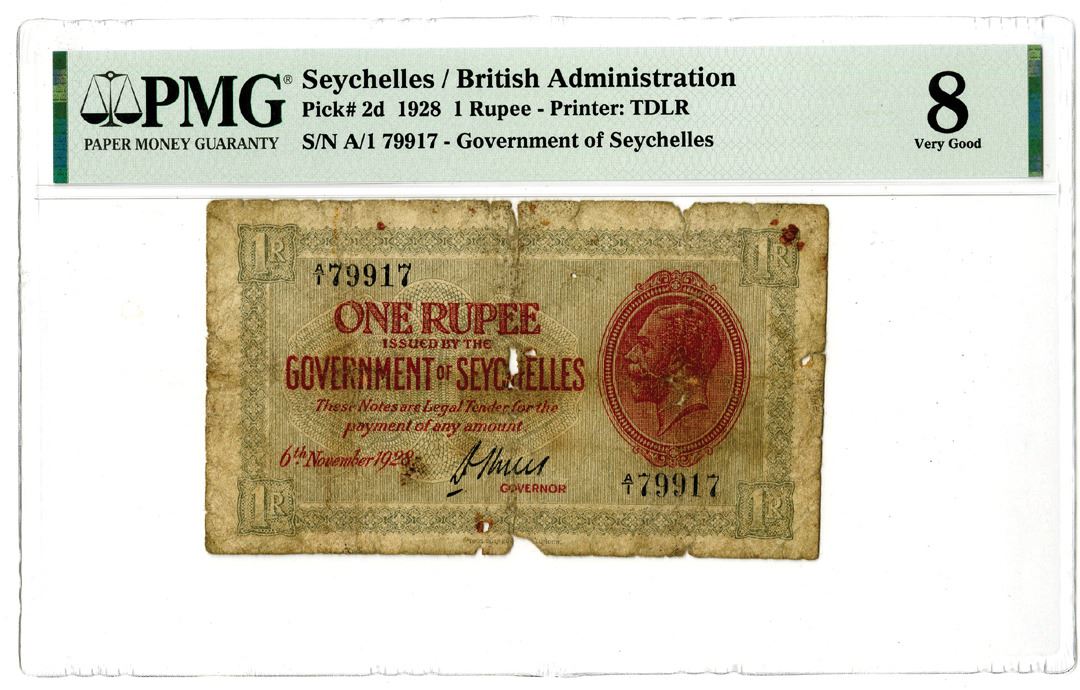 PMG®
PAPER MONEY GUARANTY
Seychelles / British Administration
Pick# 2d 1928 1 Rupee - Printer: TDLR
S/N A/1 79917 - Government of Seychelles
8
Very Good
1R
1R
A/1 79917
ONE RUPEE
ISSUED BY THE
GOVERNMENT OF SEYCHELLES
These Notes are Legal Tender for the
payment of any amount
6th November 1928
GOVERNOR
A/1 79917
1R
1R